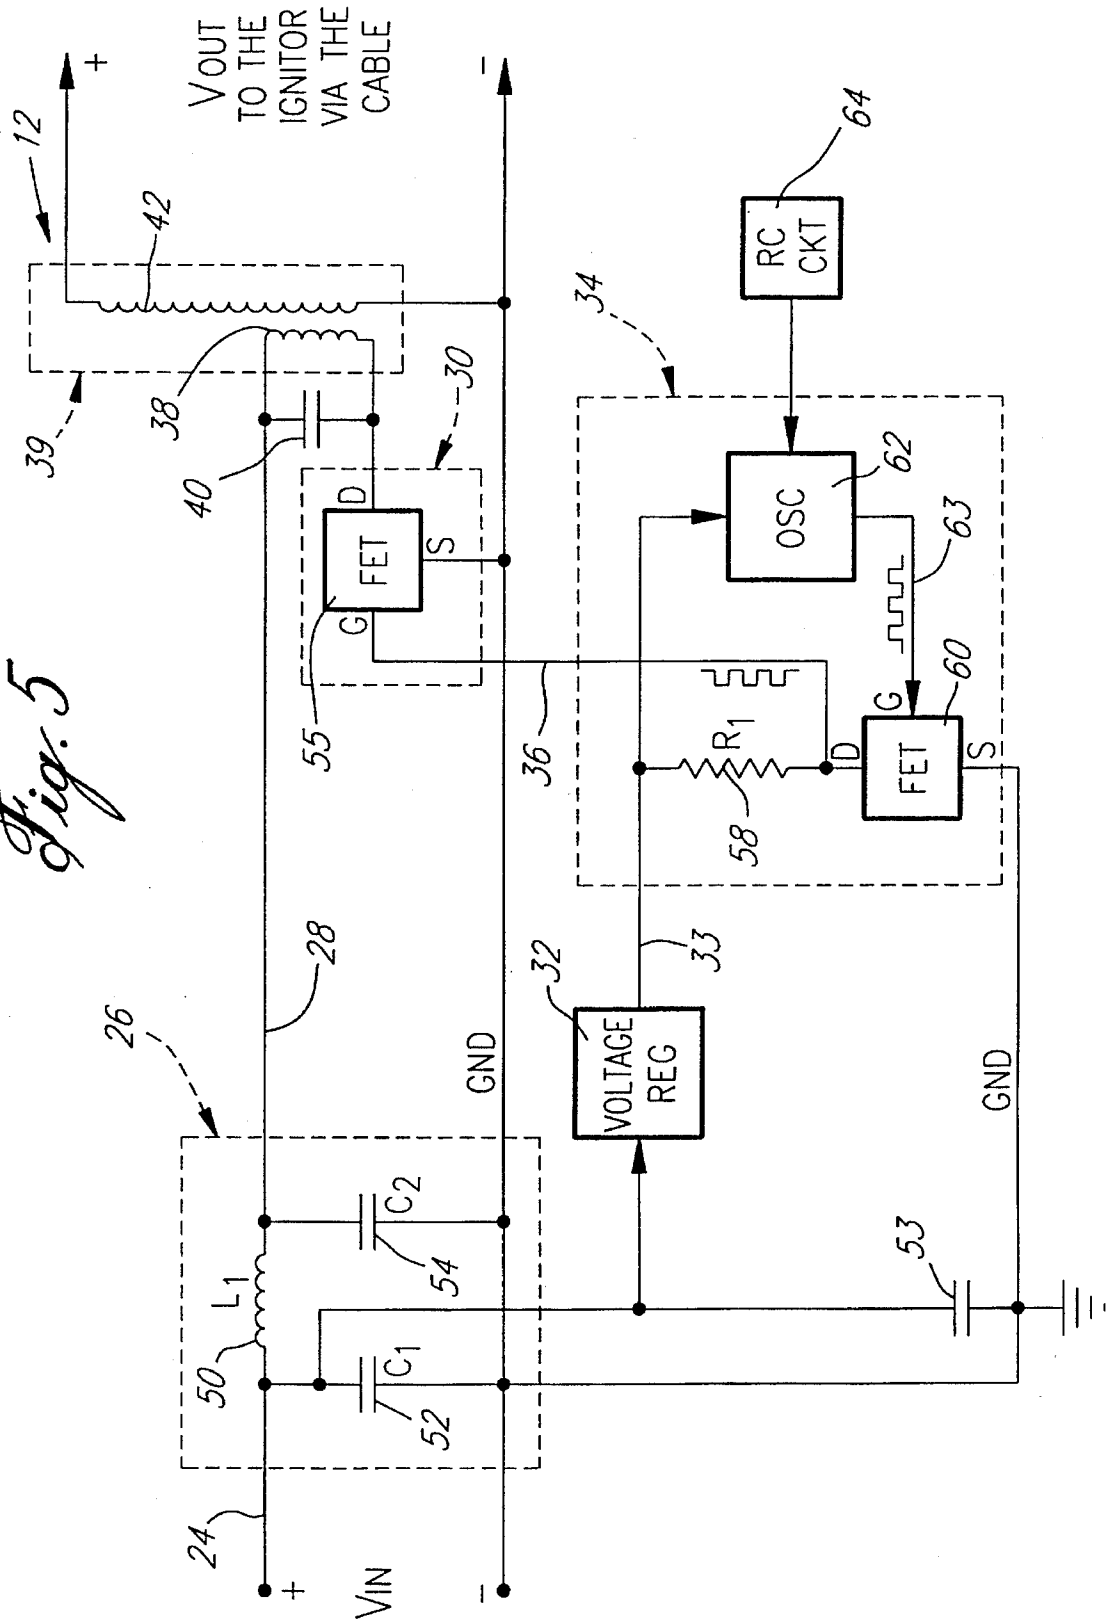 Fig. 5
12
V OUT
TO THE
IGNITOR
VIA THE
CABLE
+
-
39
42
38
40
30
D
FET
G
S
55
28
26
L1
50
C2
54
C1
52
24
+
VIN
-
GND
36
34
64
RC
CKT
OSC
62
63
R1
58
D
G
FET
S
60
33
32
VOLTAGE
REG
GND
53